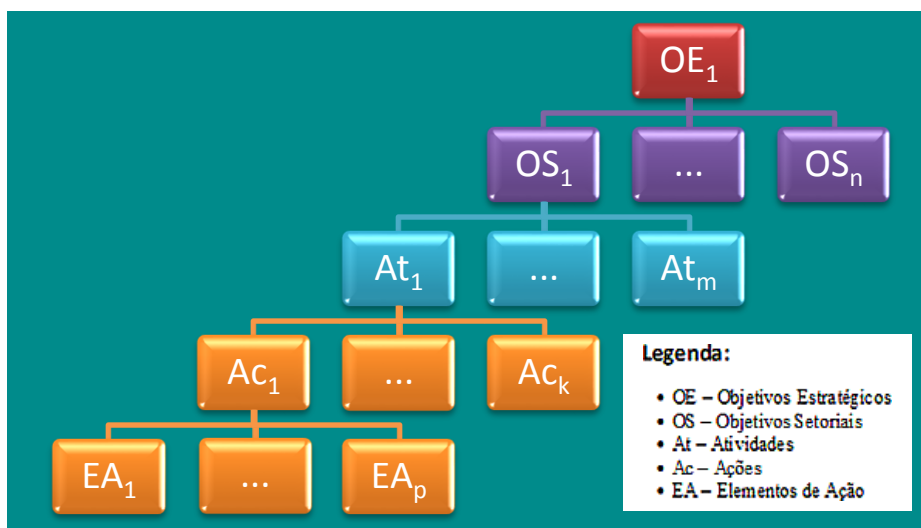 OE₁
OS₁ ... OSₙ
At₁ ... Atₘ
Ac₁ ... Acₖ
EA₁ ... EAₚ
Legenda:
• OE – Objetivos Estratégicos
• OS – Objetivos Setoriais
• At – Atividades
• Ac – Ações
• EA – Elementos de Ação